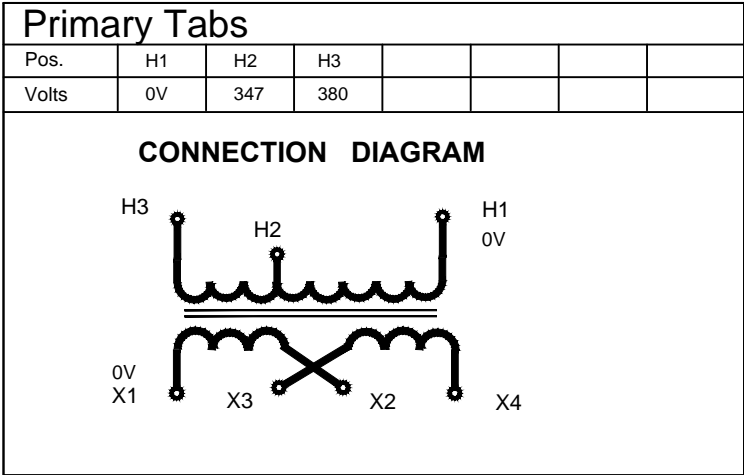 Primary Tabs
Pos. H1 H2 H3
Volts 0V 347 380
CONNECTION DIAGRAM
H3 H2 H1
0V
0V
X1 X3 X2 X4